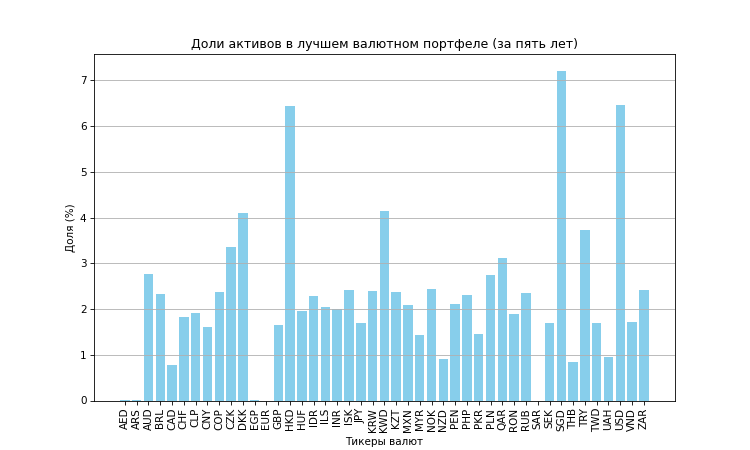 Доли активов в лучшем валютном портфеле (за пять лет)
Доля (%)
7
6
5
4
3
2
1
0
AED ARS AUD BRL CAD CHF CLP CNY COP CZK DKK EGP EUR GBP HKD HUF IDR ILS INR ISK JPY KRW KWD KZT MXN MYR NOK NZD PEN PHP PKR PLN QAR RON RUB SAR SEK SGD THB TRY TWD UAH USD VND ZAR
Тикеры валют